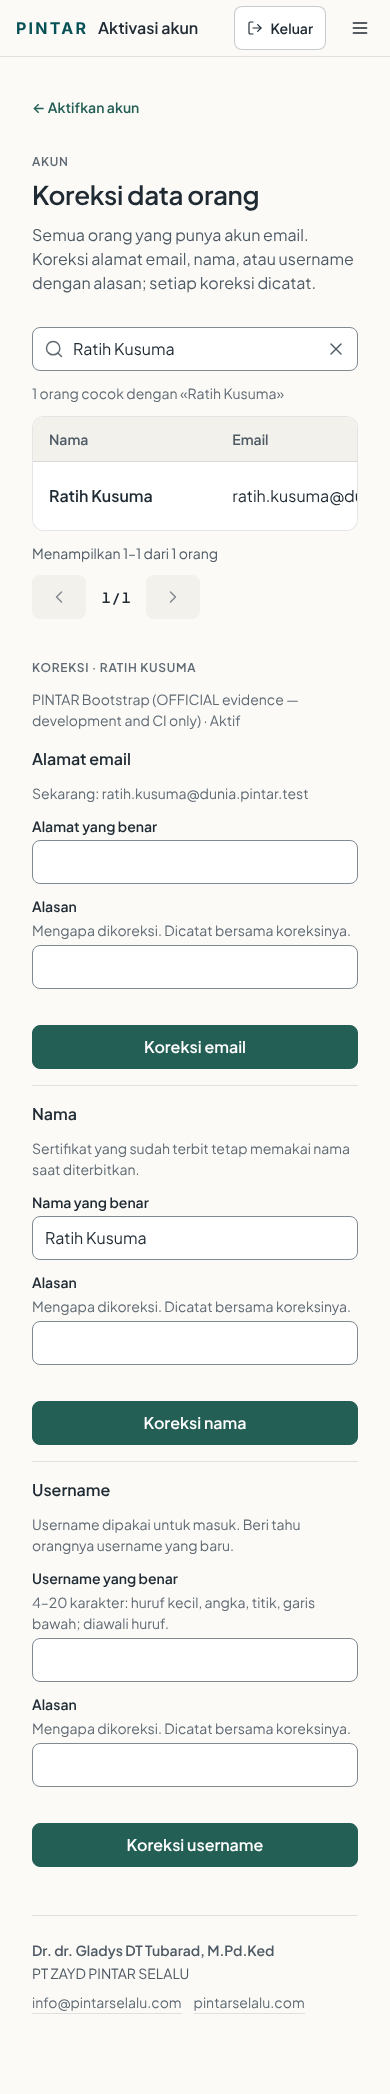 PINTAR Aktivasi akun Keluar
← Aktifkan akun
AKUN
Koreksi data orang
Semua orang yang punya akun email.
Koreksi alamat email, nama, atau username
dengan alasan; setiap koreksi dicatat.
Ratih Kusuma
1 orang cocok dengan «Ratih Kusuma»
Nama Email
Ratih Kusuma ratih.kusuma@du
Menampilkan 1–1 dari 1 orang
1/1
KOREKSI · RATIH KUSUMA
PINTAR Bootstrap (OFFICIAL evidence —
development and CI only) · Aktif
Alamat email
Sekarang: ratih.kusuma@dunia.pintar.test
Alamat yang benar
Alasan
Mengapa dikoreksi. Dicatat bersama koreksinya.
Koreksi email
Nama
Sertifikat yang sudah terbit tetap memakai nama
saat diterbitkan.
Nama yang benar
Ratih Kusuma
Alasan
Mengapa dikoreksi. Dicatat bersama koreksinya.
Koreksi nama
Username
Username dipakai untuk masuk. Beri tahu
orangnya username yang baru.
Username yang benar
4–20 karakter: huruf kecil, angka, titik, garis
bawah; diawali huruf.
Alasan
Mengapa dikoreksi. Dicatat bersama koreksinya.
Koreksi username
Dr. dr. Gladys DT Tubarad, M.Pd.Ked
PT ZAYD PINTAR SELALU
info@pintarselalu.com pintarselalu.com